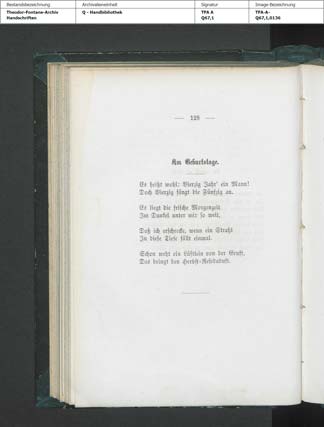 Bestandsbezeichnung Archivalieneinheit Signatur Image-Bezeichnung
Theodor-Fontane-Archiv Q - Handbibliothek TFA A TFA-A-
Handschriften Q67,1 Q67,1,0136
— 128 —
Am Geburtstage.
Es heißt wohl: Vierzig Jahr' ein Mann!
Doch Vierzig fängt die Fünfzig an.
Es liegt die frische Morgenzeit
Im Dunkel unter mir so weit,
Daß ich erschrecke, wenn ein Strahl
In diese Tiefe fällt einmal.
Schon weht ein Lüftlein von der Gruft,
Das bringt den Herbst-Resedaduft.